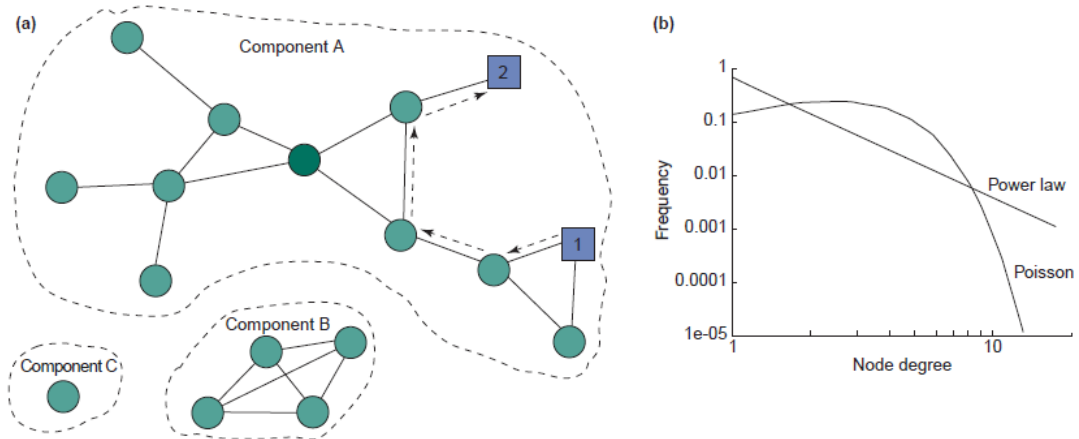 (a)
Component A
2
1
Component B
Component C
(b)
1
0.1
0.01
0.001
0.0001
1e-05
Frequency
Power law
Poisson
1
10
Node degree